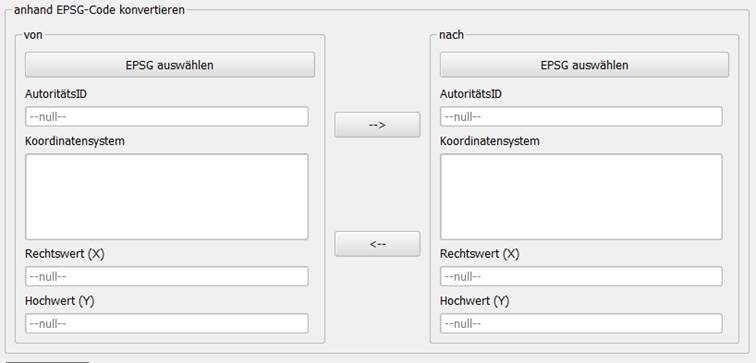 anhand EPSG-Code konvertieren
von
EPSG auswählen
AutoritätsID
--null--
Koordinatensystem
Rechtswert (X)
--null--
Hochwert (Y)
--null--
-->
<--
nach
EPSG auswählen
AutoritätsID
--null--
Koordinatensystem
Rechtswert (X)
--null--
Hochwert (Y)
--null--